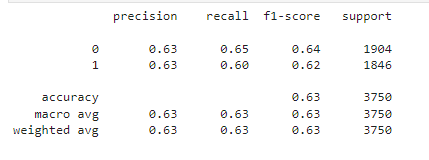 precision recall f1-score support
0 0.63 0.65 0.64 1904
1 0.63 0.60 0.62 1846
accuracy 0.63 3750
macro avg 0.63 0.63 0.63 3750
weighted avg 0.63 0.63 0.63 3750